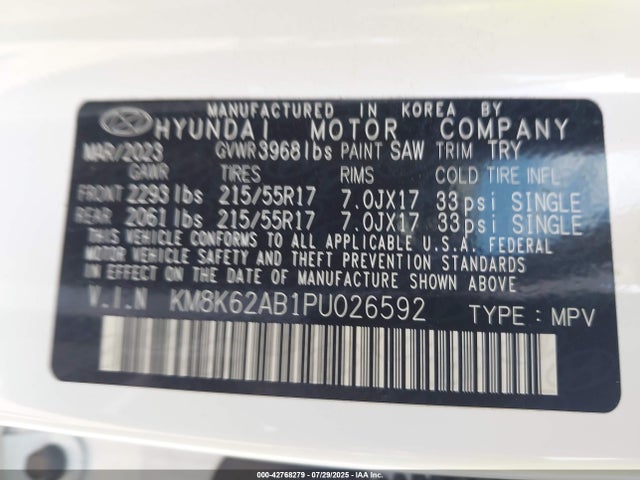 MANUFACTURED IN KOREA BY
HYUNDAI MOTOR COMPANY
MAR/2023 GVWR 3968lbs PAINT SAW TRIM TRY
GAWR TIRES RIMS COLD TIRE INFL
FRONT 2293 lbs 215/55R17 7.0JX17 33psi SINGLE
REAR 2061 lbs 215/55R17 7.0JX17 33psi SINGLE
THIS VEHICLE CONFORMS TO ALL APPLICABLE U.S.A. FEDERAL
MOTOR VEHICLE SAFETY AND THEFT PREVENTION STANDARDS
IN EFFECT ON THE DATE OF MANUFACTURE SHOWN ABOVE.
V.I.N KM8K62AB1PU026592 TYPE : MPV
000-42768279 - 07/29/2025 - IAA Inc.